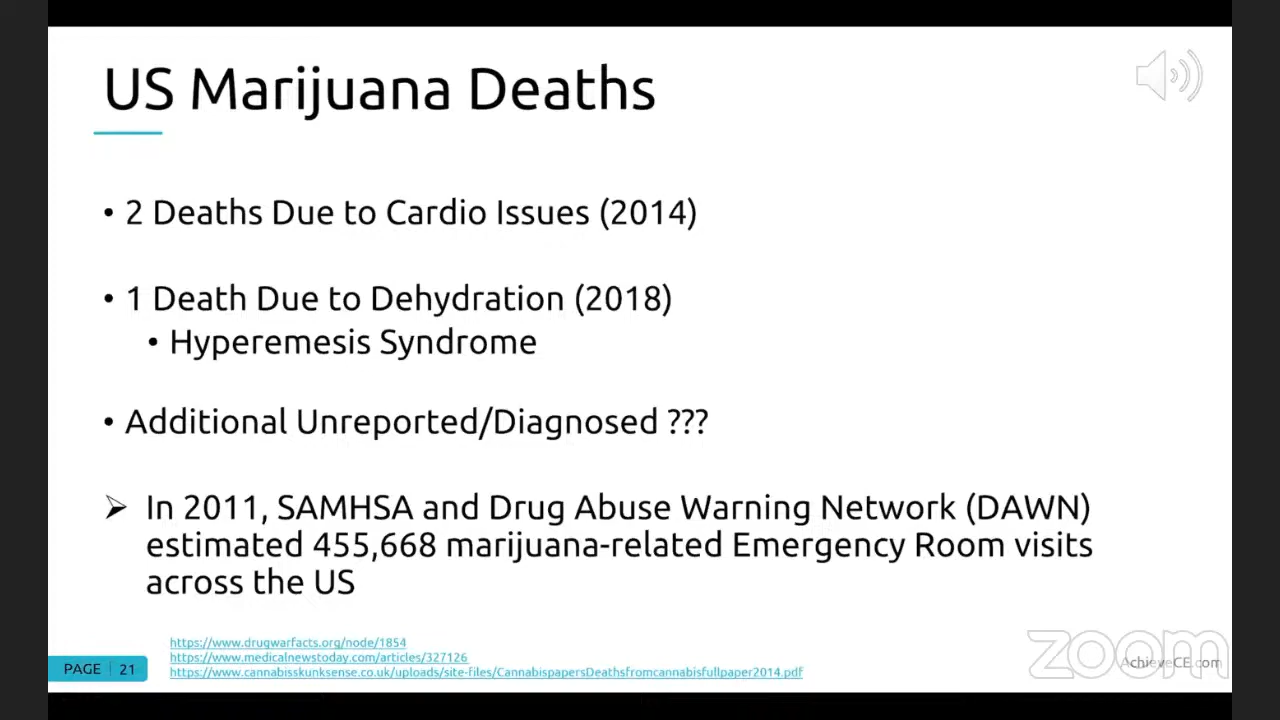 US Marijuana Deaths
• 2 Deaths Due to Cardio Issues (2014)
• 1 Death Due to Dehydration (2018)
• Hyperemesis Syndrome
• Additional Unreported/Diagnosed ???
➢ In 2011, SAMHSA and Drug Abuse Warning Network (DAWN)
estimated 455,668 marijuana-related Emergency Room visits
across the US
https://www.drugwarfacts.org/node/1854
https://www.medicalnewstoday.com/articles/327126
https://www.cannabisskunksense.co.uk/uploads/site-files/CannabispapersDeathsfromcannabisfullpaper2014.pdf
PAGE | 21
zoom
AchieveCE.com